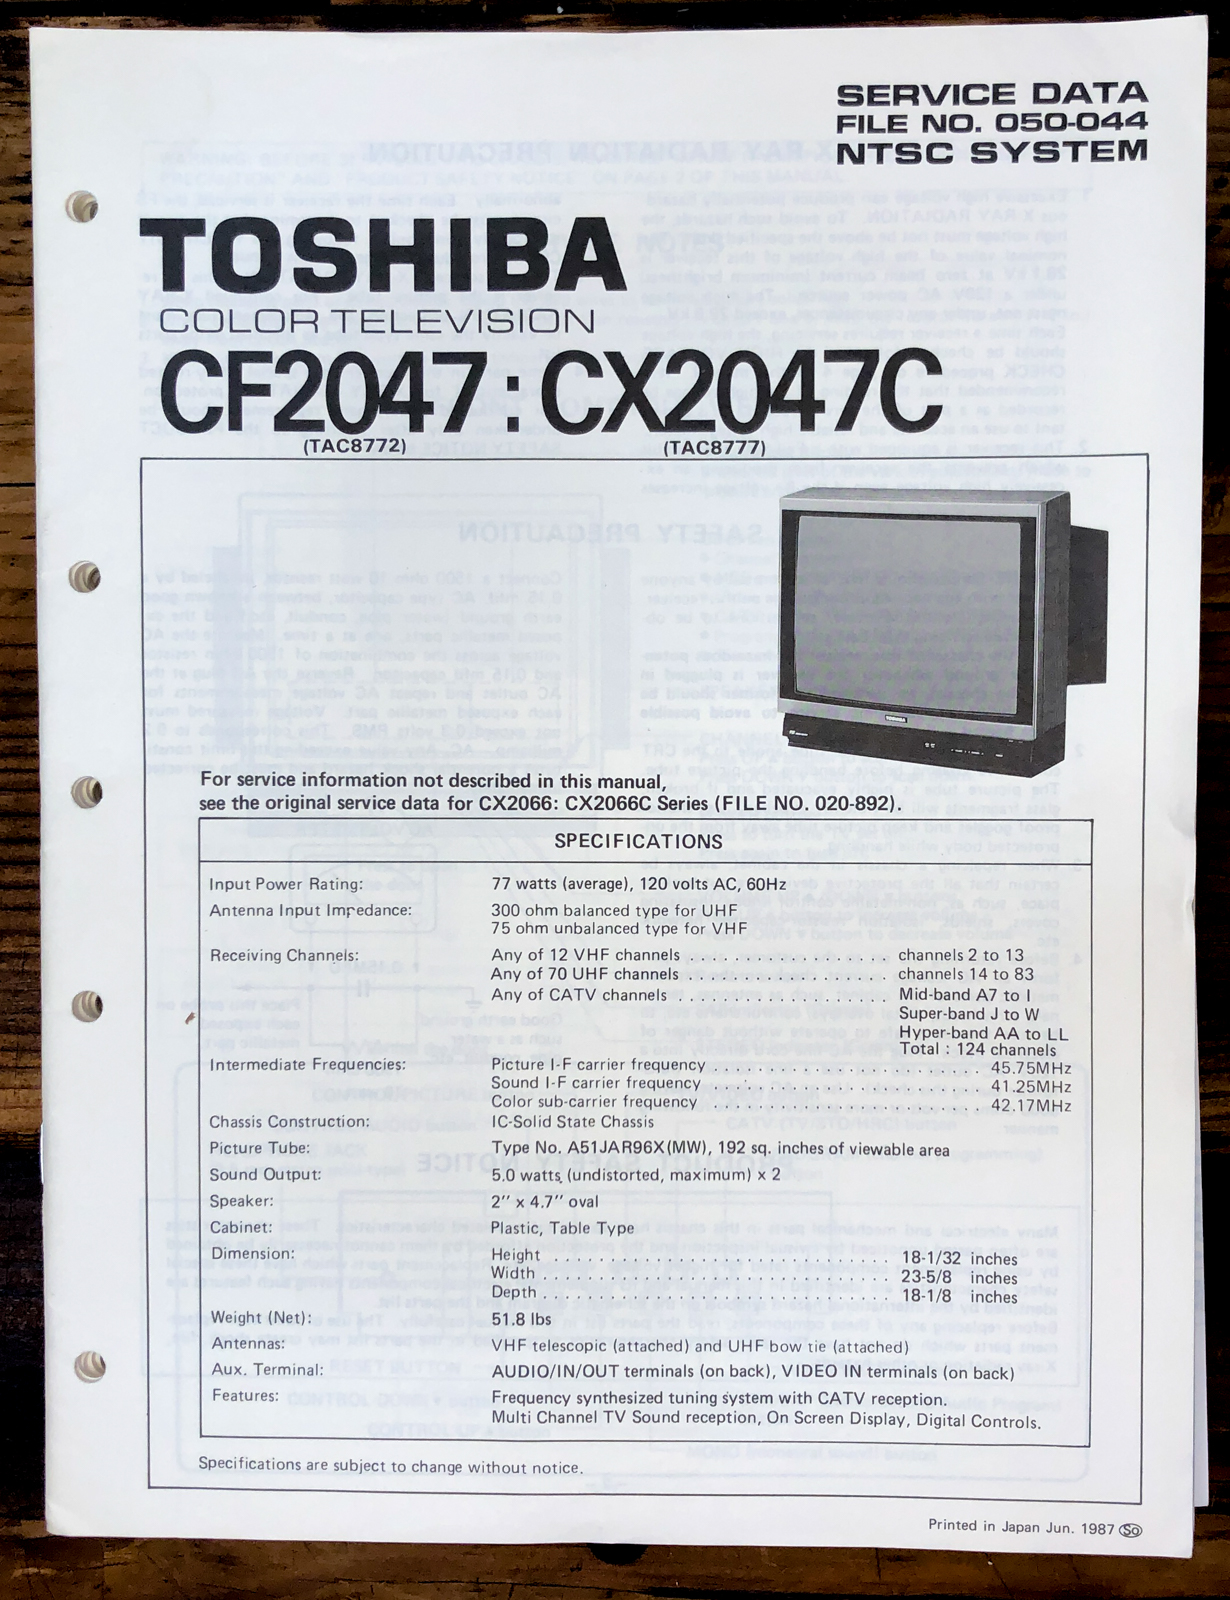 SERVICE DATA
FILE NO. 050-044
NTSC SYSTEM
TOSHIBA
COLOR TELEVISION
CF2047 : CX2047C
(TAC8772) (TAC8777)
TOSHIBA
For service information not described in this manual,
see the original service data for CX2066: CX2066C Series (FILE NO. 020-892).
SPECIFICATIONS
Input Power Rating: 77 watts (average), 120 volts AC, 60Hz
Antenna Input Impedance: 300 ohm balanced type for UHF
75 ohm unbalanced type for VHF
Receiving Channels: Any of 12 VHF channels . . . . . . . . . . . . . . . . channels 2 to 13
Any of 70 UHF channels . . . . . . . . . . . . . . . . channels 14 to 83
Any of CATV channels . . . . . . . . . . . . . . . . . Mid-band A7 to I
Super-band J to W
Hyper-band AA to LL
Total : 124 channels
Intermediate Frequencies: Picture I-F carrier frequency . . . . . . . . . . . . . . . . . . . . 45.75MHz
Sound I-F carrier frequency . . . . . . . . . . . . . . . . . . . . 41.25MHz
Color sub-carrier frequency . . . . . . . . . . . . . . . . . . . . 42.17MHz
Chassis Construction: IC-Solid State Chassis
Picture Tube: Type No. A51JAR96X(MW), 192 sq. inches of viewable area
Sound Output: 5.0 watts (undistorted, maximum) x 2
Speaker: 2" x 4.7" oval
Cabinet: Plastic, Table Type
Dimension: Height . . . . . . . . . . . . . . . . . . . . . . . . . . . 18-1/32 inches
Width . . . . . . . . . . . . . . . . . . . . . . . . . . . 23-5/8 inches
Depth . . . . . . . . . . . . . . . . . . . . . . . . . . . 18-1/8 inches
Weight (Net): 51.8 lbs
Antennas: VHF telescopic (attached) and UHF bow tie (attached)
Aux. Terminal: AUDIO/IN/OUT terminals (on back), VIDEO IN terminals (on back)
Features: Frequency synthesized tuning system with CATV reception.
Multi Channel TV Sound reception, On Screen Display, Digital Controls.
Specifications are subject to change without notice.
Printed in Japan Jun. 1987 So